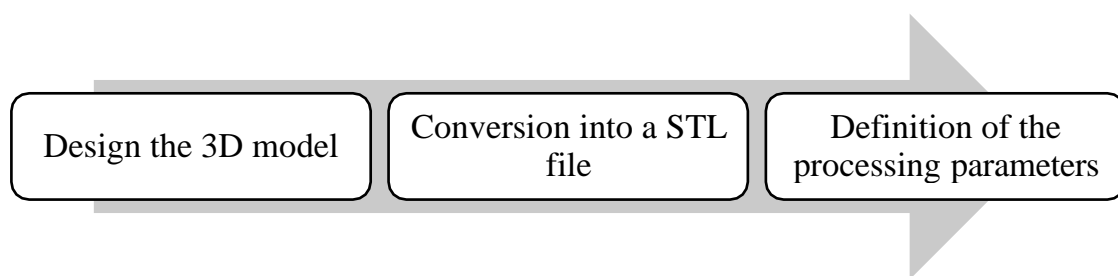 Design the 3D model
Conversion into a STL
file
Definition of the
processing parameters